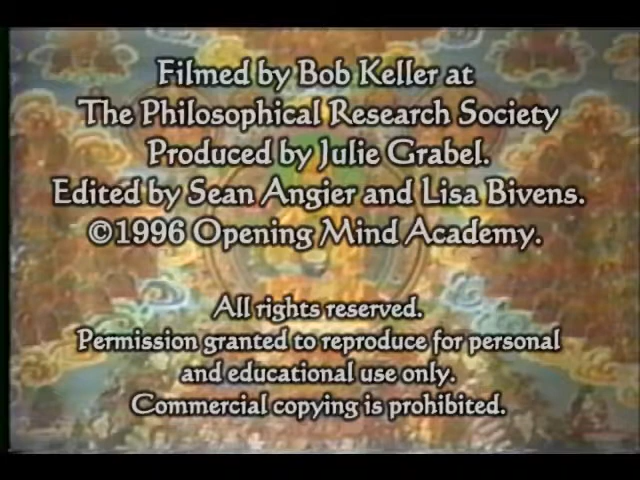 Filmed by Bob Keller at
The Philosophical Research Society
Produced by Julie Grabel.
Edited by Sean Angier and Lisa Bivens.
©1996 Opening Mind Academy.
All rights reserved.
Permission granted to reproduce for personal
and educational use only.
Commercial copying is prohibited.